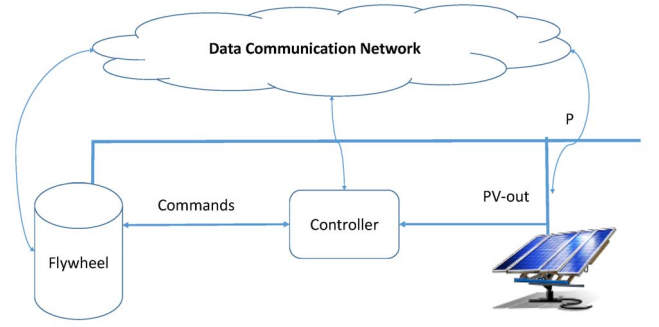 Data Communication Network
P
Commands
PV-out
Controller
Flywheel